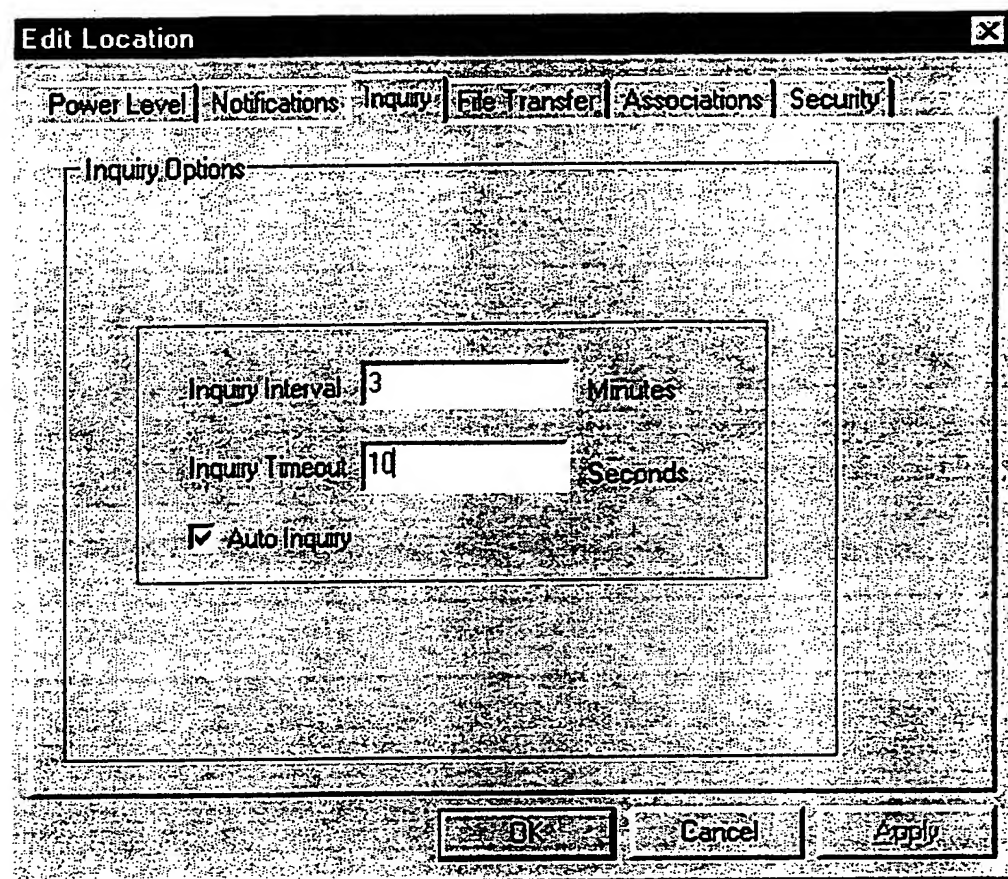 Edit Location
Power Level Notifications Inquiry File Transfer Associations Security
Inquiry Options
Inquiry Interval 3 Minutes
Inquiry Timeout 10 Seconds
Auto Inquiry
OK Cancel Apply